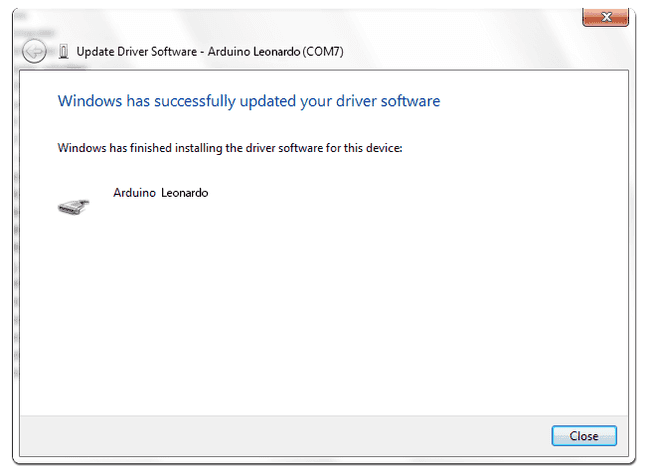 Update Driver Software - Arduino Leonardo (COM7)
Windows has successfully updated your driver software
Windows has finished installing the driver software for this device:
Arduino Leonardo
Close